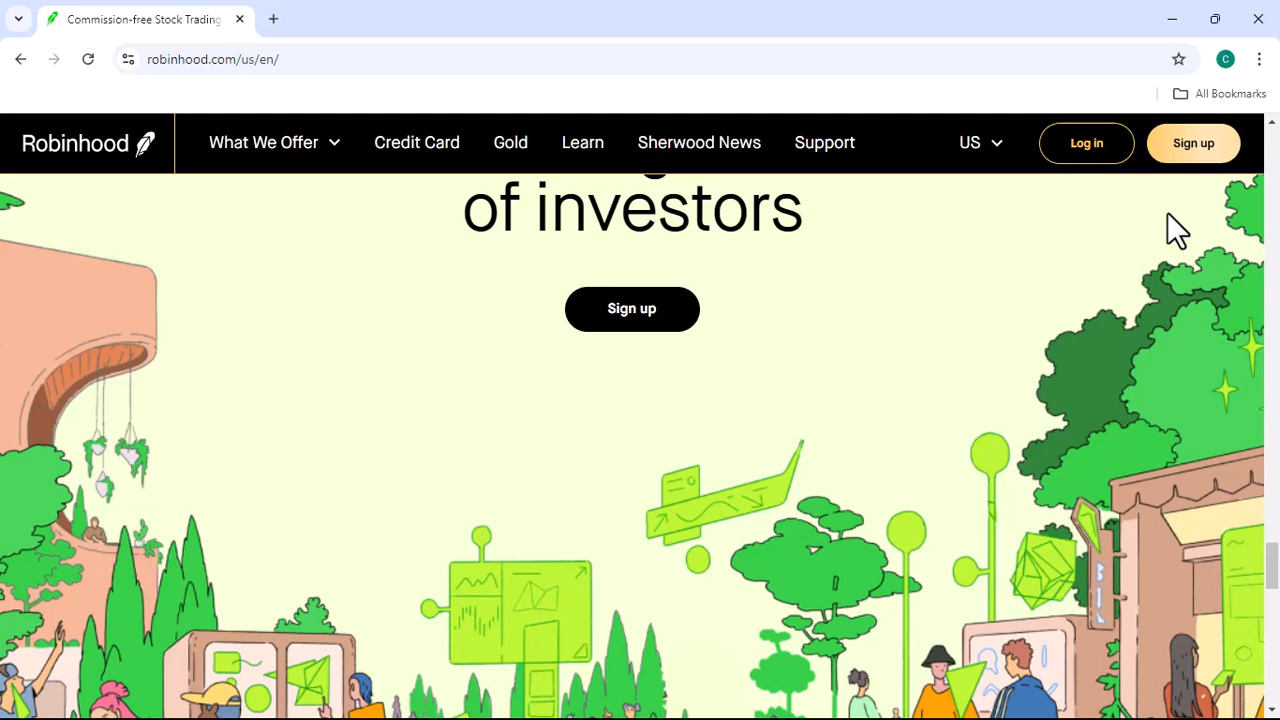 Commission-free Stock Trading
robinhood.com/us/en/
C
All Bookmarks
Robinhood
What We Offer
Credit Card
Gold
Learn
Sherwood News
Support
US
Log in
Sign up
of investors
Sign up